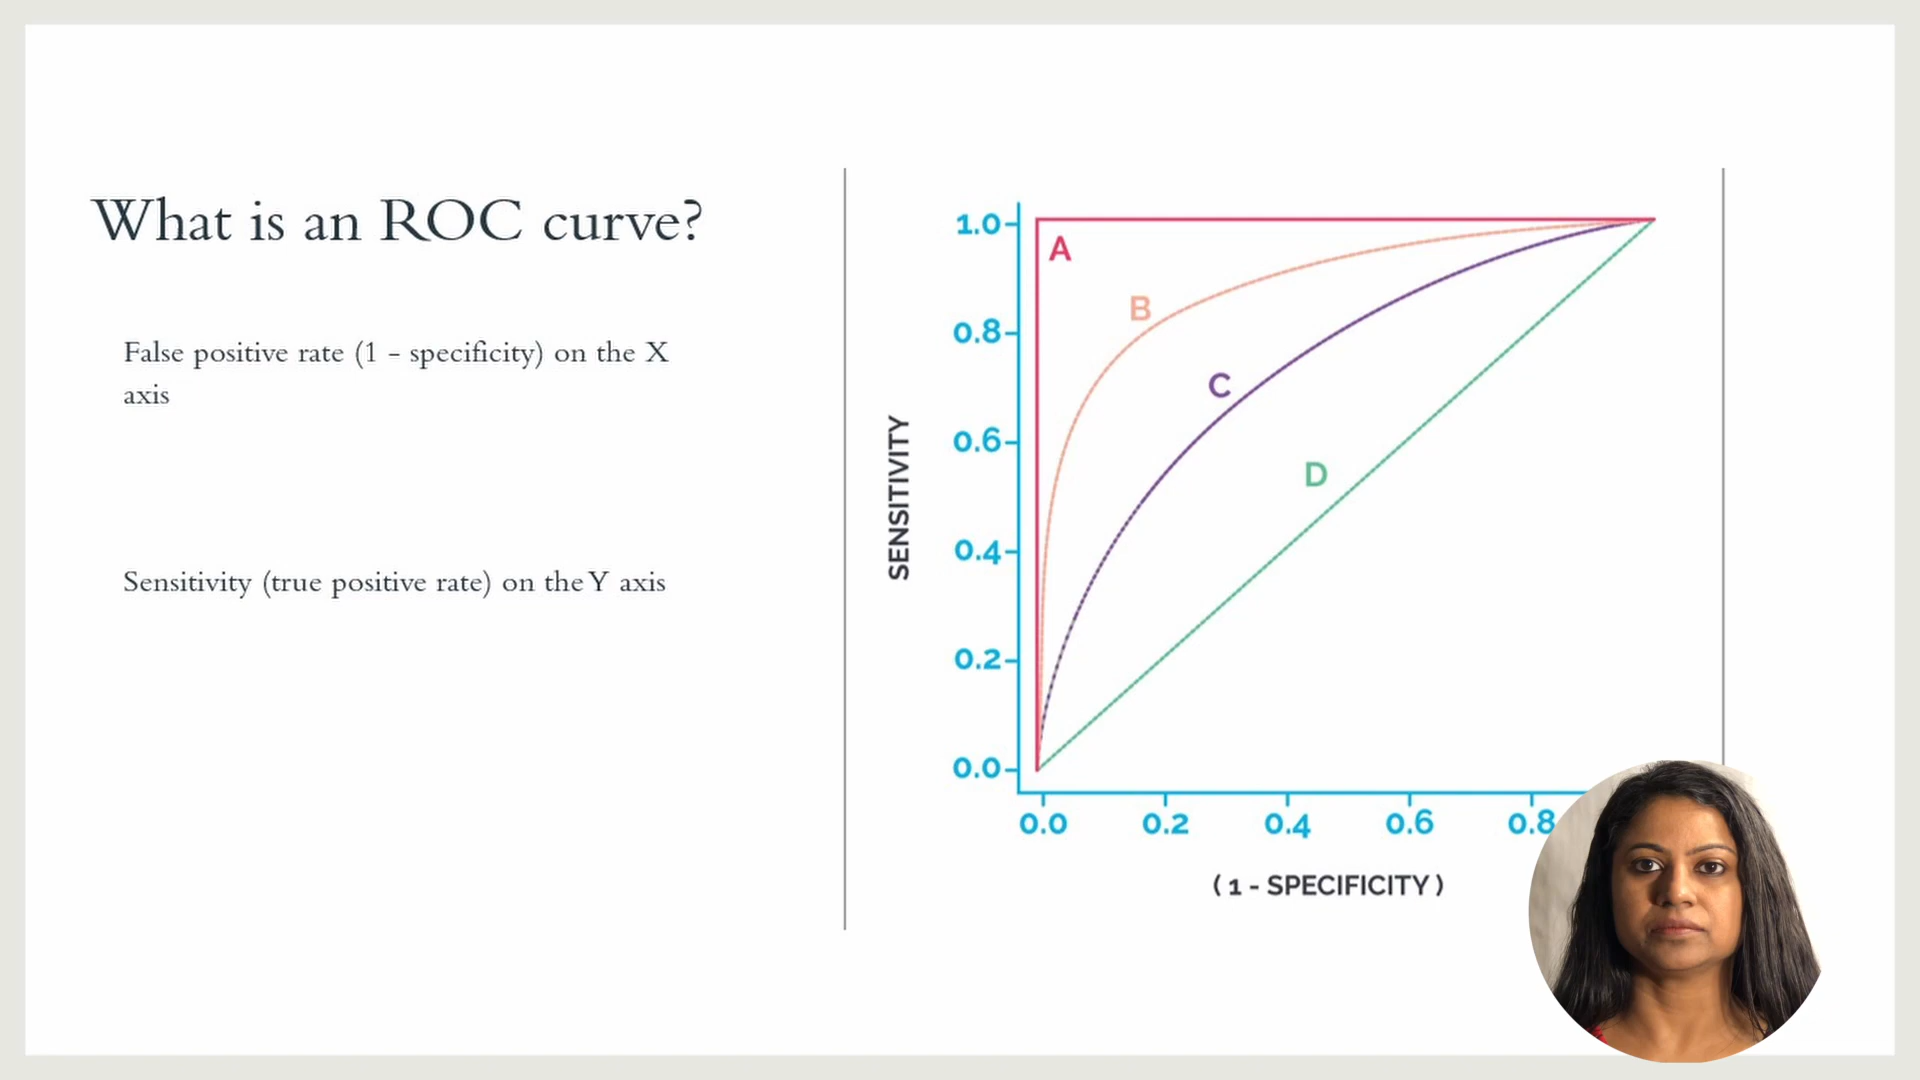 What is an ROC curve?
False positive rate (1 - specificity) on the X
axis
Sensitivity (true positive rate) on the Y axis
SENSITIVITY
1.0
0.8
0.6
0.4
0.2
0.0
A
B
C
D
0.0 0.2 0.4 0.6 0.8
( 1 - SPECIFICITY )